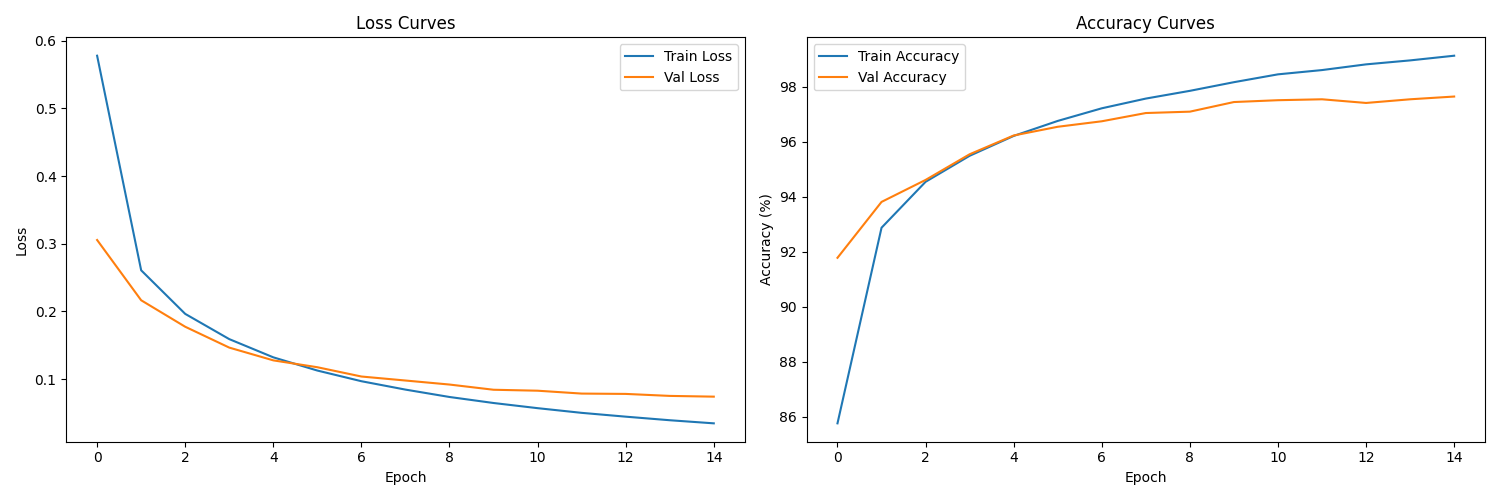 Loss Curves
Train Loss
Val Loss
0.6
0.5
0.4
0.3
0.2
0.1
Loss
0 2 4 6 8 10 12 14
Epoch
Accuracy Curves
Train Accuracy
Val Accuracy
98
96
94
92
90
88
86
Accuracy (%)
0 2 4 6 8 10 12 14
Epoch